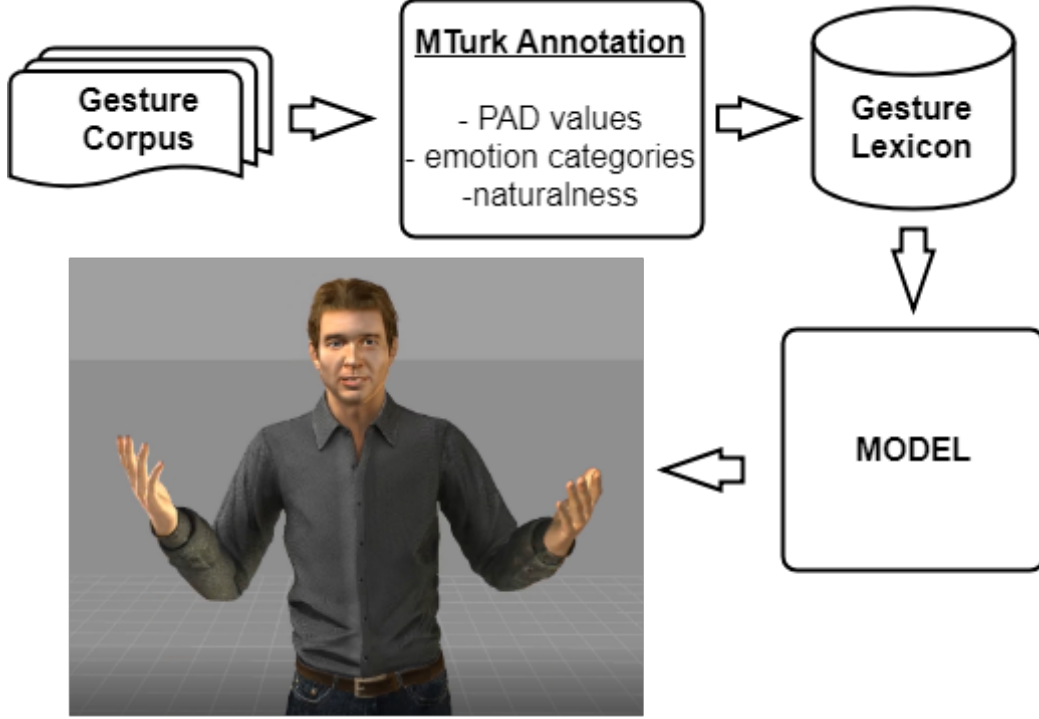 Gesture
Corpus
MTurk Annotation
- PAD values
- emotion categories
-naturalness
Gesture
Lexicon
MODEL